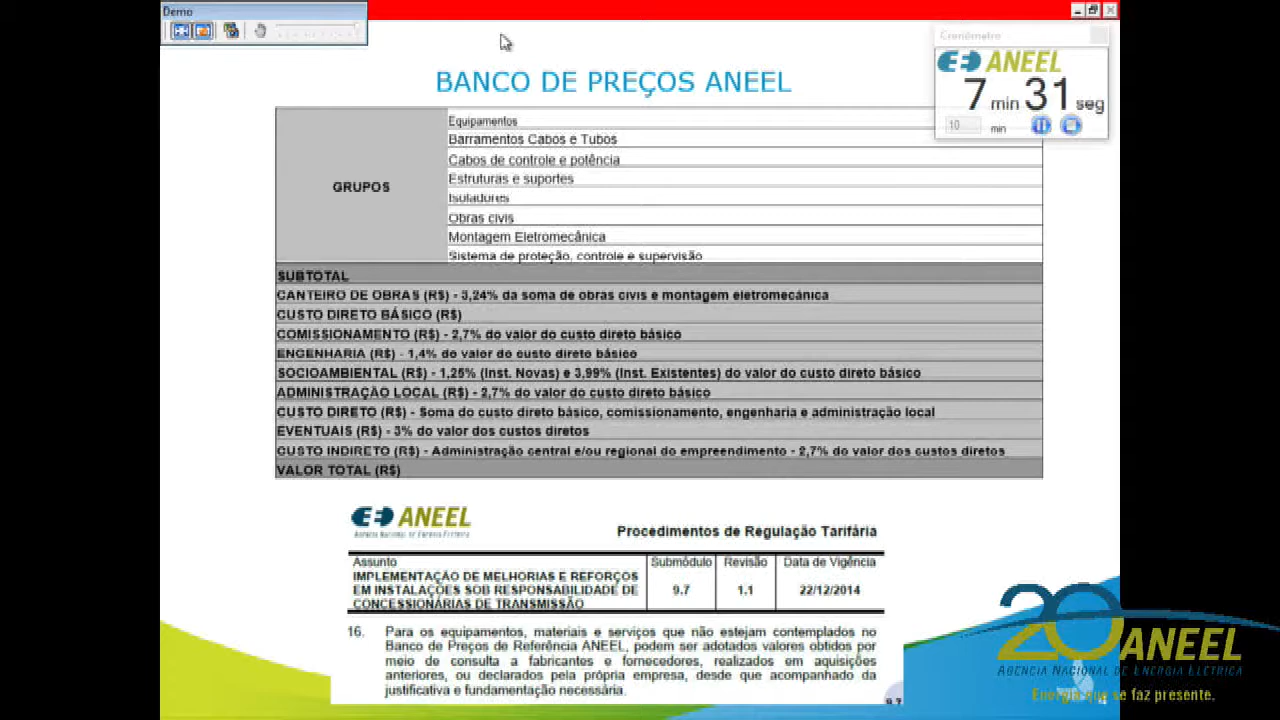 Demo
Cronômetro
ANEEL
7 min 31 seg
10 min
BANCO DE PREÇOS ANEEL
GRUPOS
Equipamentos
Barramentos Cabos e Tubos
Cabos de controle e potência
Estruturas e suportes
Isoladores
Obras civis
Montagem Eletromecânica
Sistema de proteção, controle e supervisão
SUBTOTAL
CANTEIRO DE OBRAS (R$) - 3,24% da soma de obras civis e montagem eletromecânica
CUSTO DIRETO BÁSICO (R$)
COMISSIONAMENTO (R$) - 2,7% do valor do custo direto básico
ENGENHARIA (R$) - 1,4% do valor do custo direto básico
SOCIOAMBIENTAL (R$) - 1,25% (Inst. Novas) e 3,99% (Inst. Existentes) do valor do custo direto básico
ADMINISTRAÇÃO LOCAL (R$) - 2,7% do valor do custo direto básico
CUSTO DIRETO (R$) - Soma do custo direto básico, comissionamento, engenharia e administração local
EVENTUAIS (R$) - 3% do valor dos custos diretos
CUSTO INDIRETO (R$) - Administração central e/ou regional do empreendimento - 2,7% do valor dos custos diretos
VALOR TOTAL (R$)
ANEEL
AGÊNCIA NACIONAL DE ENERGIA ELÉTRICA
Procedimentos de Regulação Tarifária
Assunto
Submódulo
Revisão
Data de Vigência
IMPLEMENTAÇÃO DE MELHORIAS E REFORÇOS
EM INSTALAÇÕES SOB RESPONSABILIDADE DE
CONCESSIONÁRIAS DE TRANSMISSÃO
9.7
1.1
22/12/2014
16. Para os equipamentos, materiais e serviços que não estejam contemplados no
Banco de Preços de Referência ANEEL, podem ser adotados valores obtidos por
meio de consulta a fabricantes e fornecedores, realizados em aquisições
anteriores, ou declarados pela própria empresa, desde que acompanhado da
justificativa e fundamentação necessária.
9.7
20 ANEEL
AGÊNCIA NACIONAL DE ENERGIA ELÉTRICA
Energia que se faz presente.